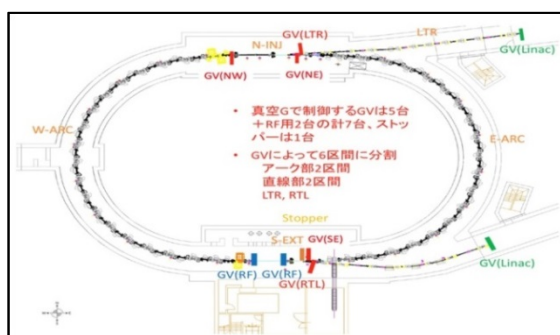 GV(LTR)
N-INJ
LTR
GV(Linac)
GV(NW)
GV(NE)
• 真空Gで制御するGVは5台
+RF用2台の計7台、ストッ
パーは1台
• GVによって6区間に分割
アーク部2区間
直線部2区間
LTR, RTL
W-ARC
E-ARC
Stopper
S-EXT
GV(SE)
GV(RF)
GV(RF)
GV(RTL)
GV(Linac)